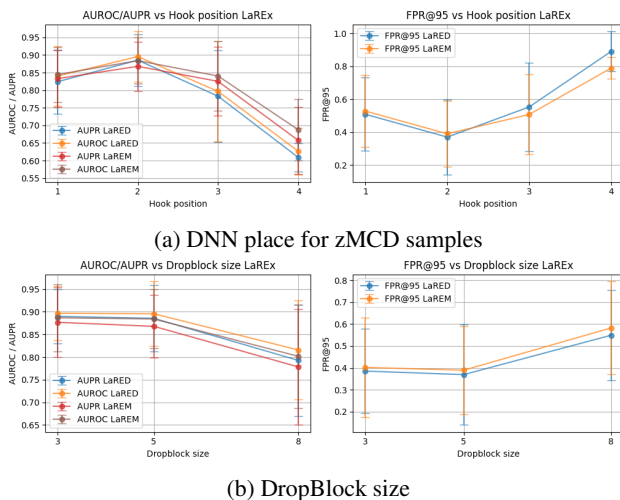 AUROC/AUPR vs Hook position LaREx
AUROC / AUPR
0.95
0.90
0.85
0.80
0.75
0.70
0.65
0.60
0.55
AUPR LaRED
AUROC LaRED
AUPR LaREM
AUROC LaREM
1
2
3
4
Hook position
FPR@95 vs Hook position LaREx
FPR@95
1.0
0.8
0.6
0.4
0.2
FPR@95 LaRED
FPR@95 LaREM
1
2
3
4
Hook position
(a) DNN place for zMCD samples
AUROC/AUPR vs Dropblock size LaREx
AUROC / AUPR
0.95
0.90
0.85
0.80
0.75
0.70
0.65
AUPR LaRED
AUROC LaRED
AUPR LaREM
AUROC LaREM
3
5
8
Dropblock size
FPR@95 vs Dropblock size LaREx
FPR@95
0.8
0.7
0.6
0.5
0.4
0.3
0.2
FPR@95 LaRED
FPR@95 LaREM
3
5
8
Dropblock size
(b) DropBlock size